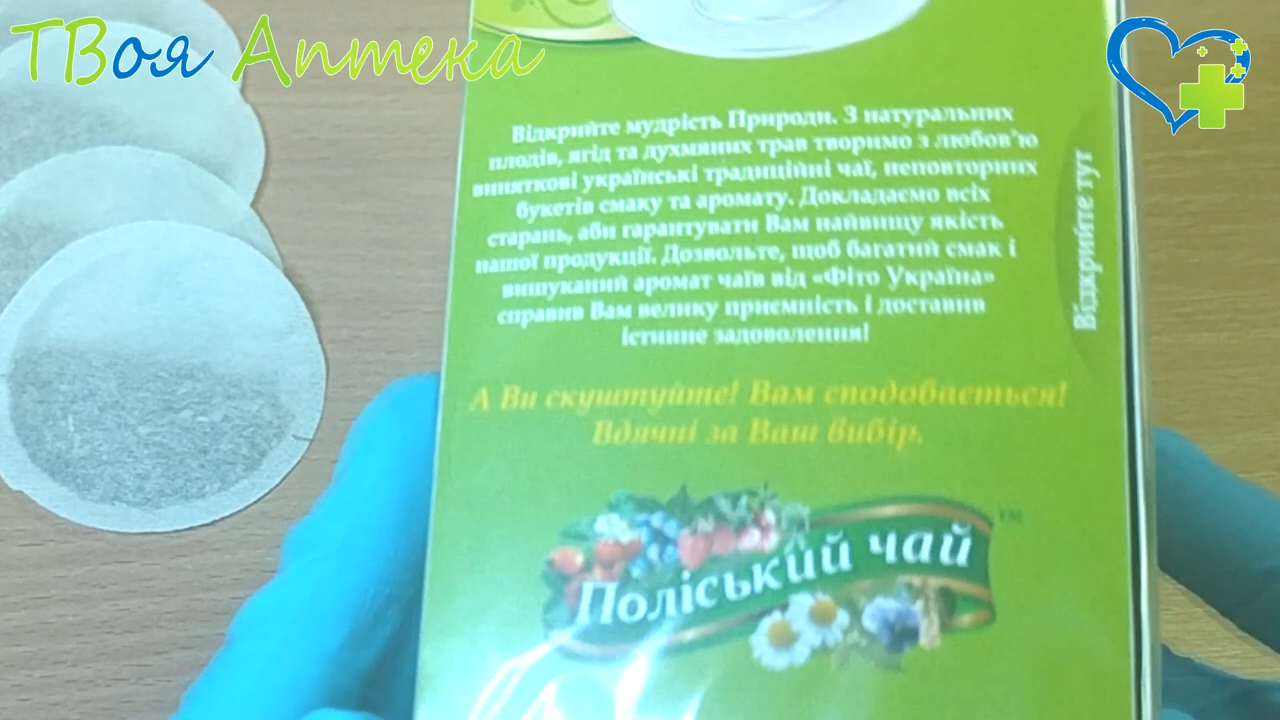 ТВоя Аптека
Відкрийте мудрість Природи. З натуральних
плодів, ягід та духмяних трав творимо з любов'ю
виняткові українські традиційні чаї, неповторних
букетів смаку та аромату. Докладаємо всіх
старань, аби гарантувати Вам найвищу якість
нашої продукції. Дозвольте, щоб багатий смак і
вишуканий аромат чаїв від «Фіто Україна»
справив Вам велику приємність і доставив
істинне задоволення!
А Ви скуштуйте! Вам сподобається!
Вдячні за Ваш вибір.
Поліський чай ™
Відкрийте тут